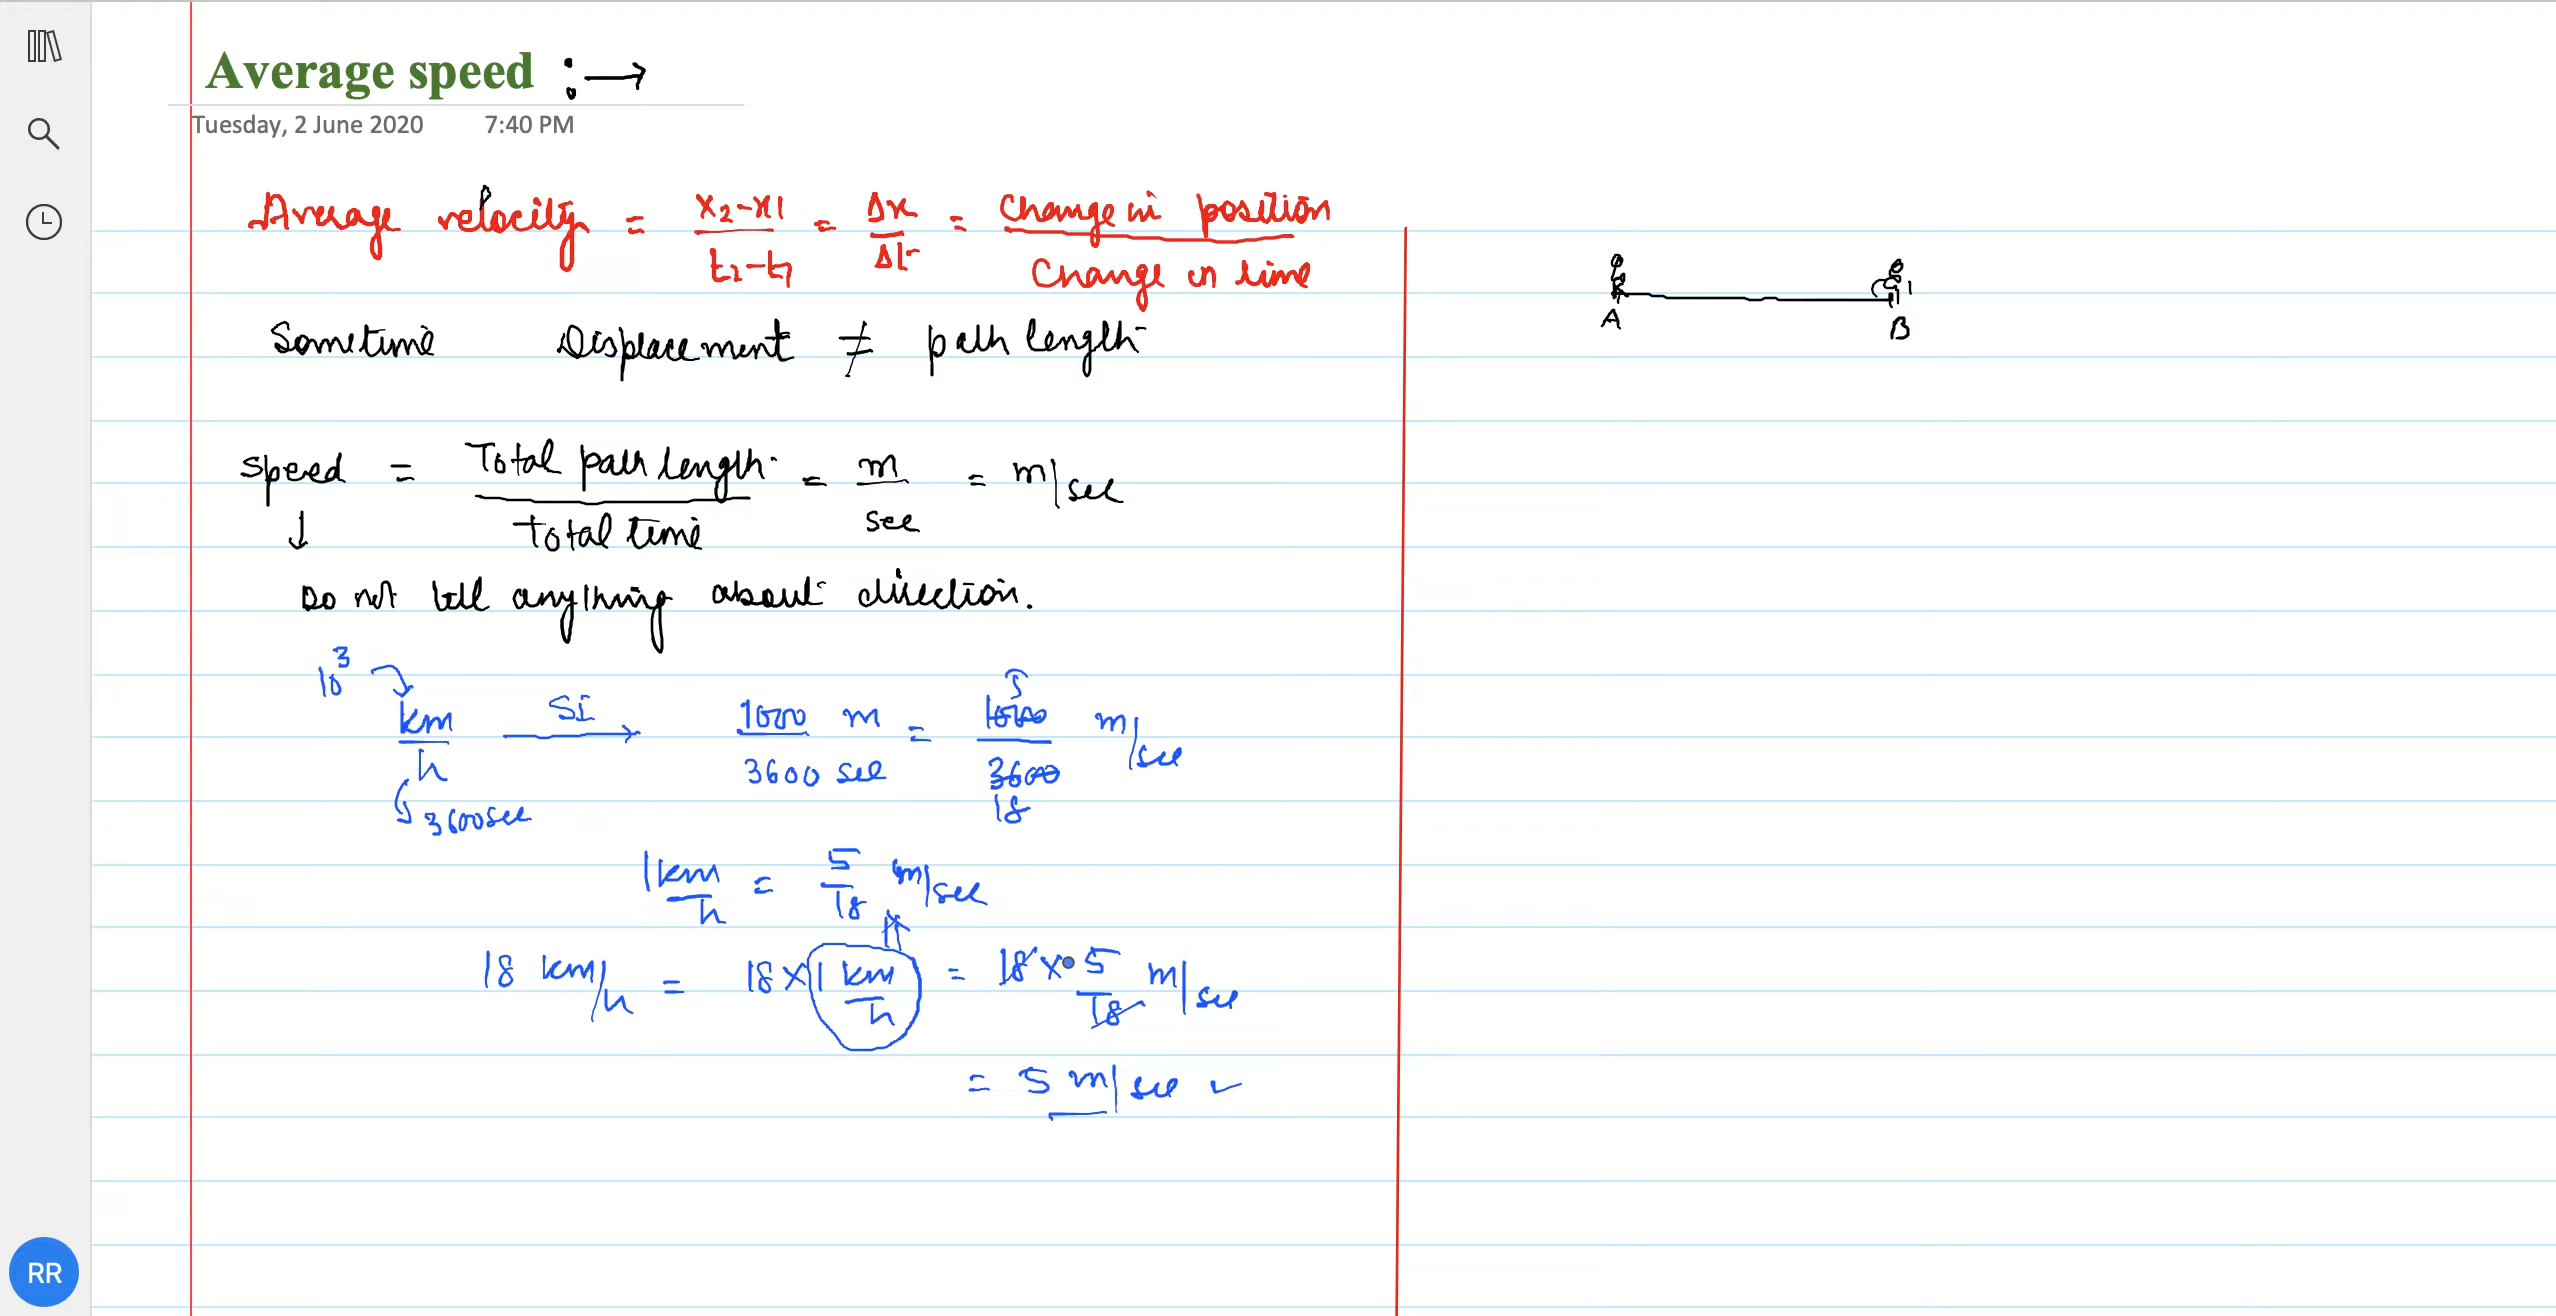 Average speed :→
Tuesday, 2 June 2020 7:40 PM
Average velocity = x2-x1 / t2-t1 = Δx / Δt = Change in position / Change in time
Sometime Displacement ≠ path length
Speed = Total path length / Total time = m / sec = m/sec
↓
Do not tell anything about direction.
10³
km / h SI → 1000 m / 3600 sec = 1000 / 3600 m/sec
5
18
3600sec
1 km / h = 5 / 18 m/sec
18 km/h = 18 × 1 km / h = 18 × 5 / 18 m/sec
= 5 m/sec ✓
A B
RR